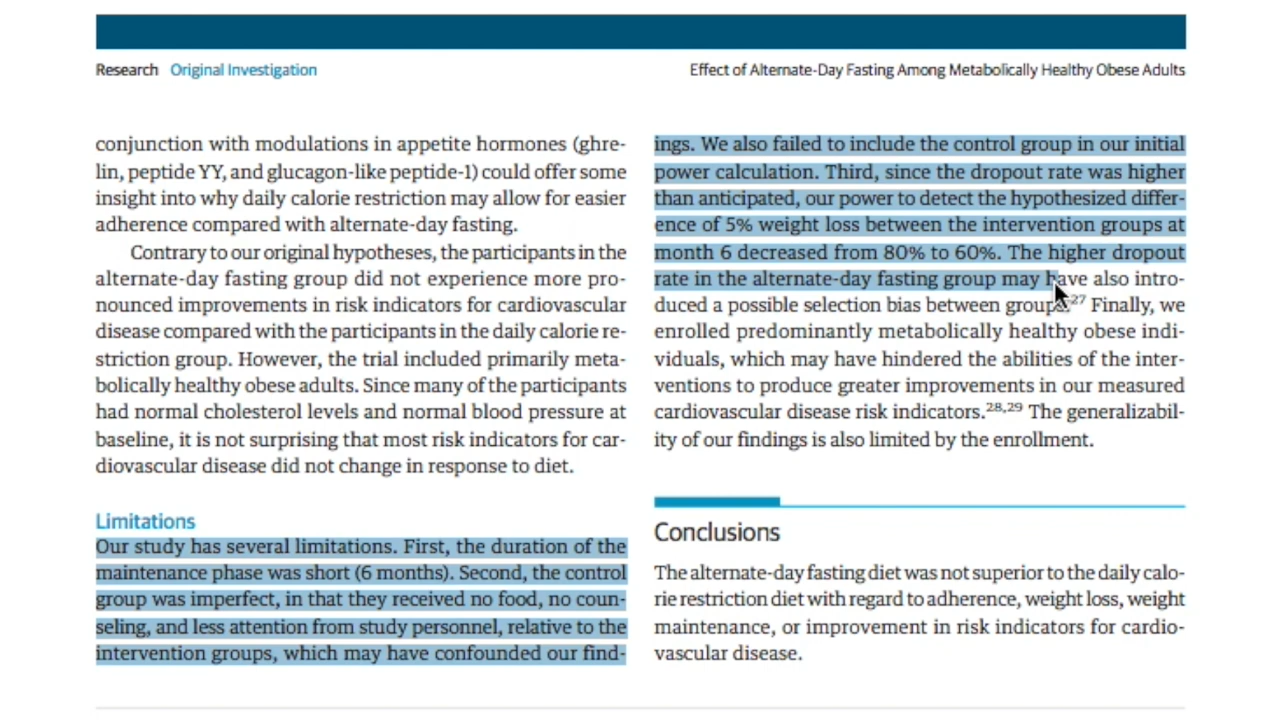 Research Original Investigation
Effect of Alternate-Day Fasting Among Metabolically Healthy Obese Adults
conjunction with modulations in appetite hormones (ghre-
lin, peptide YY, and glucagon-like peptide-1) could offer some
insight into why daily calorie restriction may allow for easier
adherence compared with alternate-day fasting.
Contrary to our original hypotheses, the participants in the
alternate-day fasting group did not experience more pro-
nounced improvements in risk indicators for cardiovascular
disease compared with the participants in the daily calorie re-
striction group. However, the trial included primarily meta-
bolically healthy obese adults. Since many of the participants
had normal cholesterol levels and normal blood pressure at
baseline, it is not surprising that most risk indicators for car-
diovascular disease did not change in response to diet.
Limitations
Our study has several limitations. First, the duration of the
maintenance phase was short (6 months). Second, the control
group was imperfect, in that they received no food, no coun-
seling, and less attention from study personnel, relative to the
intervention groups, which may have confounded our find-
ings. We also failed to include the control group in our initial
power calculation. Third, since the dropout rate was higher
than anticipated, our power to detect the hypothesized differ-
ence of 5% weight loss between the intervention groups at
month 6 decreased from 80% to 60%. The higher dropout
rate in the alternate-day fasting group may have also intro-
duced a possible selection bias between groups.27 Finally, we
enrolled predominantly metabolically healthy obese indi-
viduals, which may have hindered the abilities of the inter-
ventions to produce greater improvements in our measured
cardiovascular disease risk indicators.28,29 The generalizabil-
ity of our findings is also limited by the enrollment.
Conclusions
The alternate-day fasting diet was not superior to the daily calo-
rie restriction diet with regard to adherence, weight loss, weight
maintenance, or improvement in risk indicators for cardio-
vascular disease.